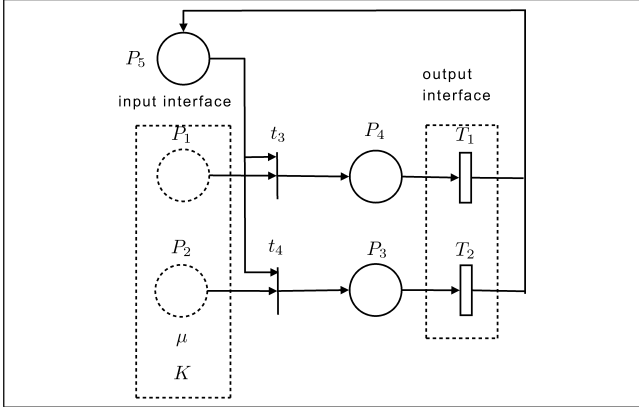 P5
output
interface
input interface
P1
t3
P4
T1
P2
t4
P3
T2
μ
K